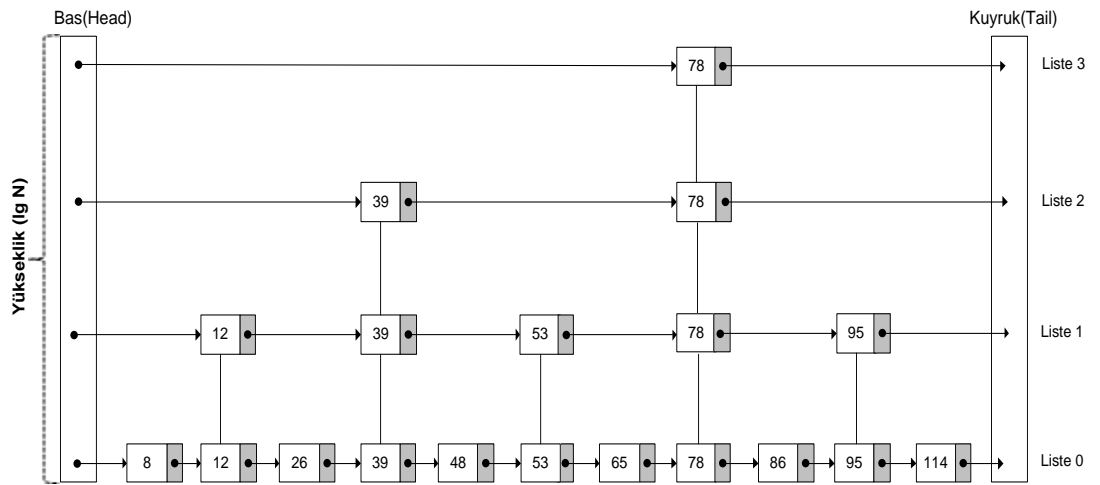 Bas(Head) Kuyruk(Tail)
78 Liste 3
39 78 Liste 2
12 39 53 78 95 Liste 1
8 12 26 39 48 53 65 78 86 95 114 Liste 0
Yükseklik (lg N)